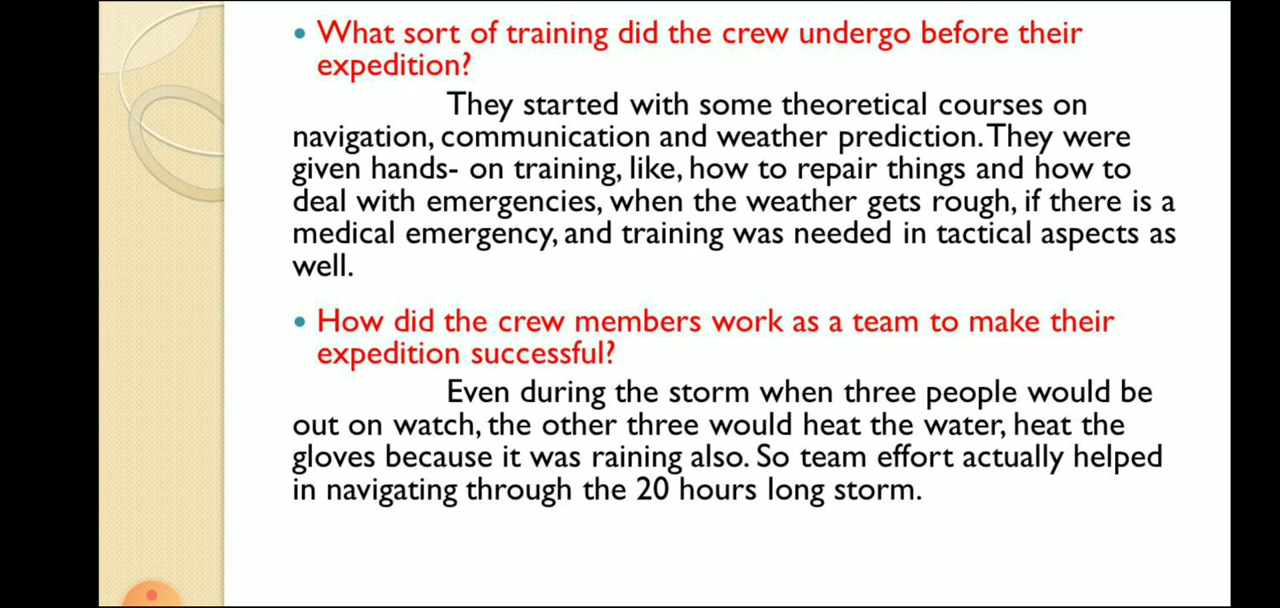 • What sort of training did the crew undergo before their
expedition?
They started with some theoretical courses on
navigation, communication and weather prediction. They were
given hands- on training, like, how to repair things and how to
deal with emergencies, when the weather gets rough, if there is a
medical emergency, and training was needed in tactical aspects as
well.
• How did the crew members work as a team to make their
expedition successful?
Even during the storm when three people would be
out on watch, the other three would heat the water, heat the
gloves because it was raining also. So team effort actually helped
in navigating through the 20 hours long storm.